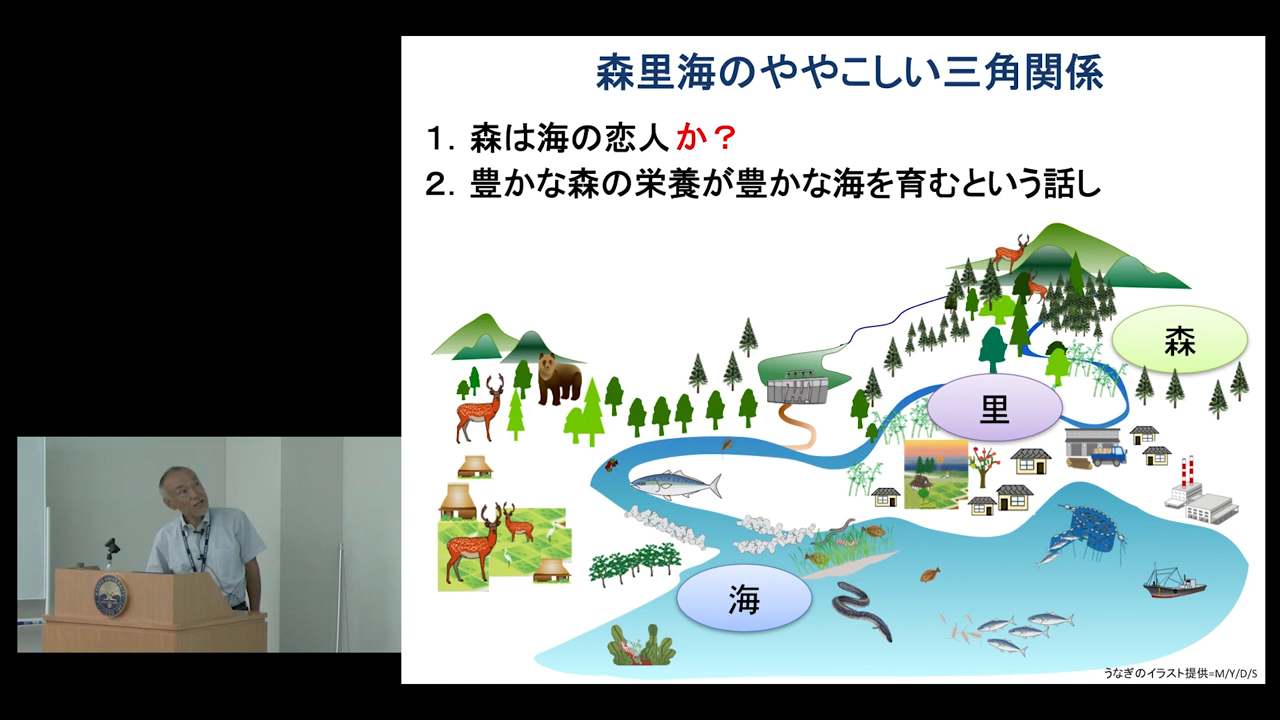 森里海のややこしい三角関係
１．森は海の恋人か？
２．豊かな森の栄養が豊かな海を育むという話し
森
里
海
うなぎのイラスト提供=M/Y/D/S